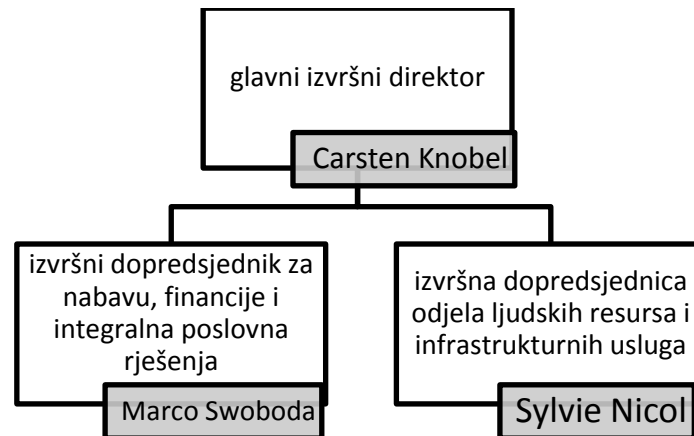 glavni izvršni direktor
Carsten Knobel
izvršni dopredsjednik za
nabavu, financije i
integralna poslovna
rješenja
Marco Swoboda
izvršna dopredsjednica
odjela ljudskih resursa i
infrastrukturnih usluga
Sylvie Nicol